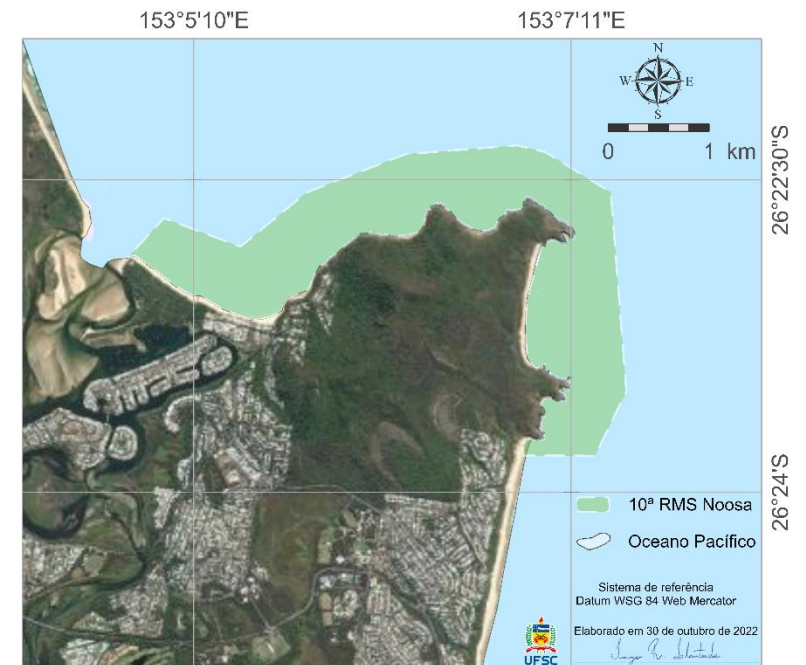 153°5'10"E
153°7'11"E
N
W
E
S
0
1 km
26°22'30"S
26°24'S
10ª RMS Noosa
Oceano Pacífico
Sistema de referência
Datum WSG 84 Web Mercator
Elaborado em 30 de outubro de 2022
UFSC